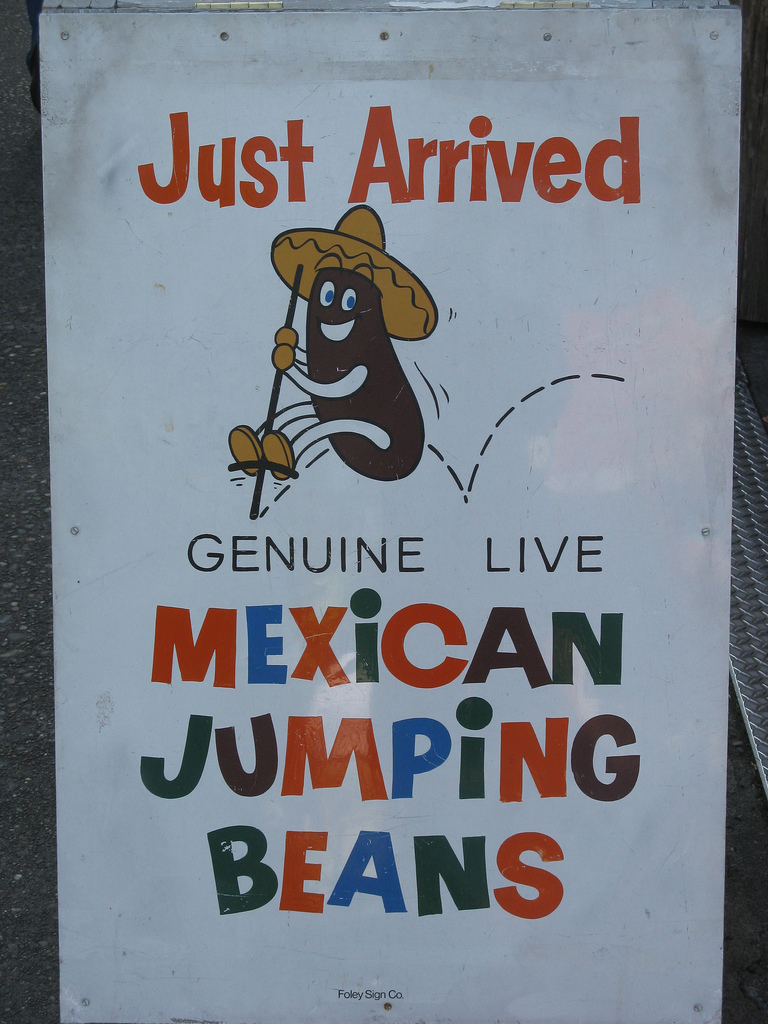 Just Arrived
GENUINE LIVE
MEXiCAN
JUMPiNG
BEANS
Foley Sign Co.